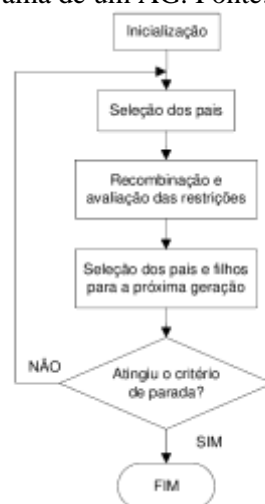 ama de um AG. Fonte
Inicialização
Seleção dos pais
Recombinação e
avaliação das restrições
Seleção dos pais e filhos
para a próxima geração
NÃO
Atingiu o critério
de parada?
SIM
FIM